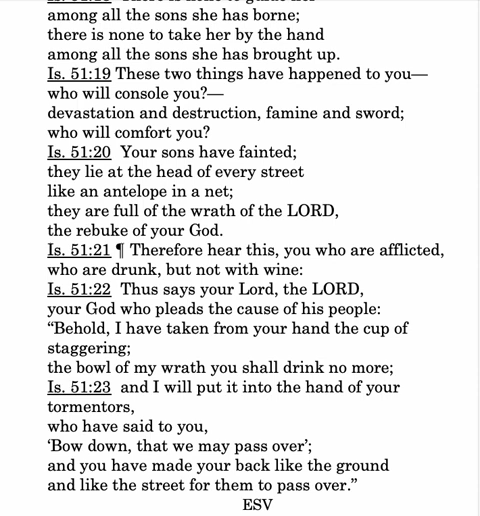 among all the sons she has borne;
there is none to take her by the hand
among all the sons she has brought up.
Is. 51:19 These two things have happened to you—
who will console you?—
devastation and destruction, famine and sword;
who will comfort you?
Is. 51:20 Your sons have fainted;
they lie at the head of every street
like an antelope in a net;
they are full of the wrath of the LORD,
the rebuke of your God.
Is. 51:21 ¶ Therefore hear this, you who are afflicted,
who are drunk, but not with wine:
Is. 51:22 Thus says your Lord, the LORD,
your God who pleads the cause of his people:
“Behold, I have taken from your hand the cup of
staggering;
the bowl of my wrath you shall drink no more;
Is. 51:23 and I will put it into the hand of your
tormentors,
who have said to you,
‘Bow down, that we may pass over’;
and you have made your back like the ground
and like the street for them to pass over.”
ESV